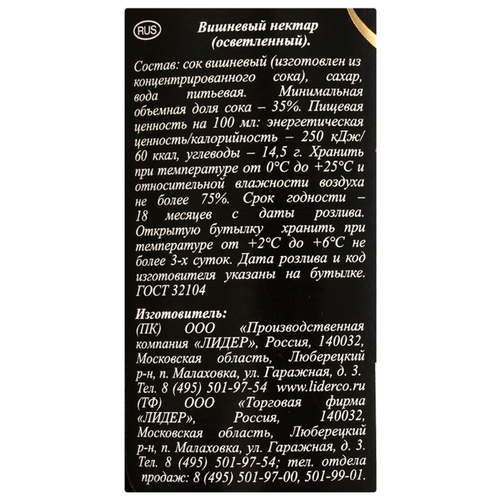 RUS
Вишневый нектар
(осветленный).
Состав: сок вишневый (изготовлен из
концентрированного сока), сахар,
вода питьевая. Минимальная
объемная доля сока – 35%. Пищевая
ценность на 100 мл: энергетическая
ценность/калорийность – 250 кДж/
60 ккал, углеводы – 14,5 г. Хранить
при температуре от 0°С до +25°С и
относительной влажности воздуха
не более 75%. Срок годности –
18 месяцев с даты розлива.
Открытую бутылку хранить при
температуре от +2°С до +6°С не
более 3-х суток. Дата розлива и код
изготовителя указаны на бутылке.
ГОСТ 32104
Изготовитель:
(ПК) ООО «Производственная
компания «ЛИДЕР», Россия, 140032,
Московская область, Люберецкий
р-н, п. Малаховка, ул. Гаражная, д. 3.
Тел. 8 (495) 501-97-54 www.liderco.ru
(ТФ) ООО «Торговая фирма
«ЛИДЕР», Россия, 140032,
Московская область, Люберецкий
р-н, п. Малаховка, ул. Гаражная, д. 3.
Тел. 8 (495) 501-97-54; тел. отдела
продаж: 8 (495) 501-97-00, 501-99-01.